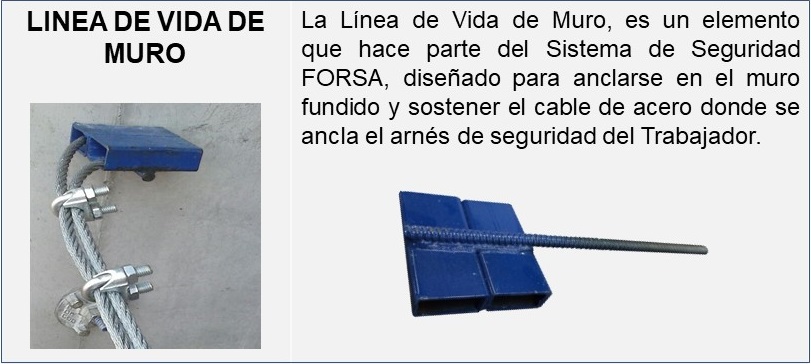 LINEA DE VIDA DE
MURO
La Línea de Vida de Muro, es un elemento
que hace parte del Sistema de Seguridad
FORSA, diseñado para anclarse en el muro
fundido y sostener el cable de acero donde se
ancla el arnés de seguridad del Trabajador.